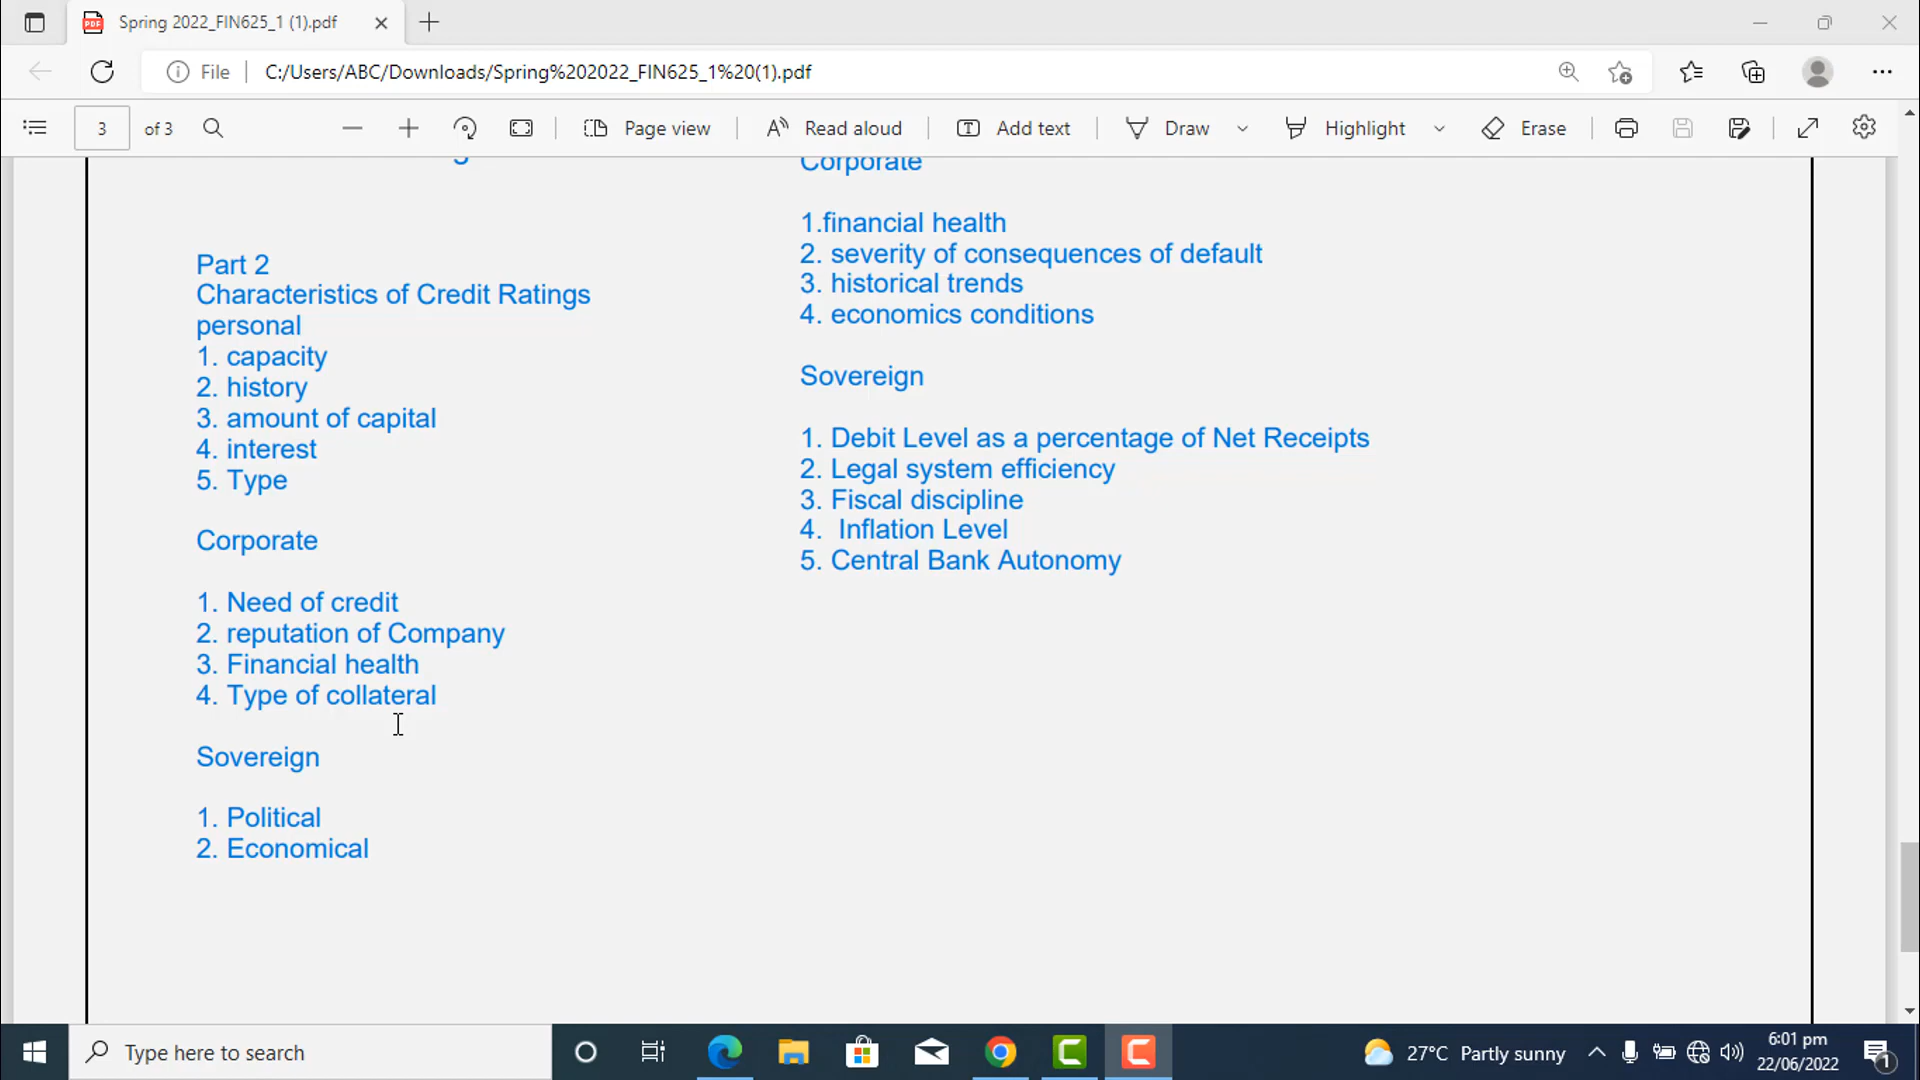 Spring 2022_FIN625_1 (1).pdf
File
C:/Users/ABC/Downloads/Spring%202022_FIN625_1%20(1).pdf
3 of 3
Page view
Read aloud
Add text
Draw
Highlight
Erase
Part 2
Characteristics of Credit Ratings
personal
1. capacity
2. history
3. amount of capital
4. interest
5. Type
Corporate
1. Need of credit
2. reputation of Company
3. Financial health
4. Type of collateral
Sovereign
1. Political
2. Economical
Corporate
1.financial health
2. severity of consequences of default
3. historical trends
4. economics conditions
Sovereign
1. Debit Level as a percentage of Net Receipts
2. Legal system efficiency
3. Fiscal discipline
4. Inflation Level
5. Central Bank Autonomy
Type here to search
27°C Partly sunny
6:01 pm
22/06/2022
1